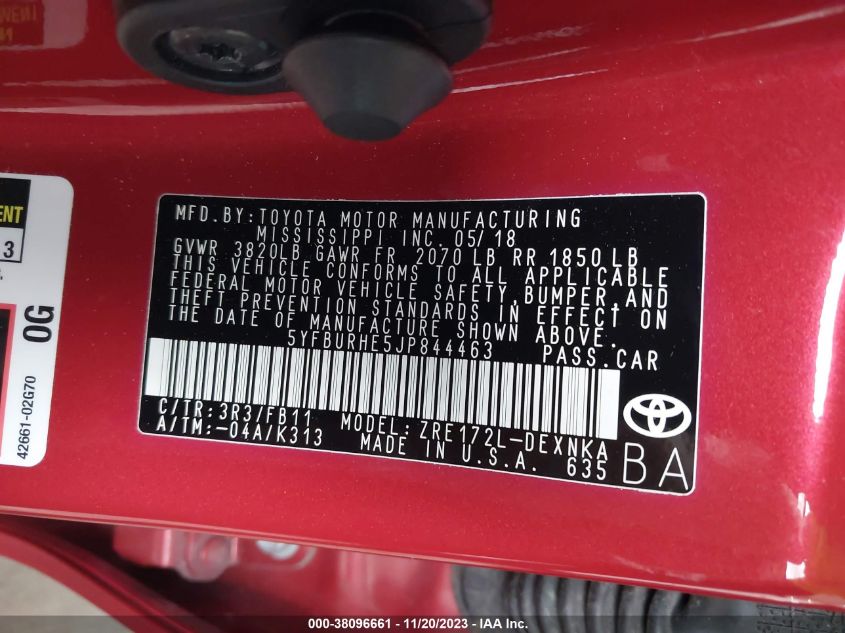 ENT
3
0G
42661-02G70
MFD.BY:TOYOTA MOTOR MANUFACTURING
MISSISSIPPI INC. 05/18
GVWR 3820LB GAWR FR 2070 LB RR 1850 LB
THIS VEHICLE CONFORMS TO ALL APPLICABLE
FEDERAL MOTOR VEHICLE SAFETY,BUMPER,AND
THEFT PREVENTION STANDARDS IN EFFECT ON
THE DATE OF MANUFACTURE SHOWN ABOVE.
5YFBURHE5JP844463 PASS.CAR
C/TR:3R3/FB11 MODEL:ZRE172L-DEXNKA
A/TM:-04A/K313 MADE IN U.S.A. 635
BA
000-38096661 - 11/20/2023 - IAA Inc.